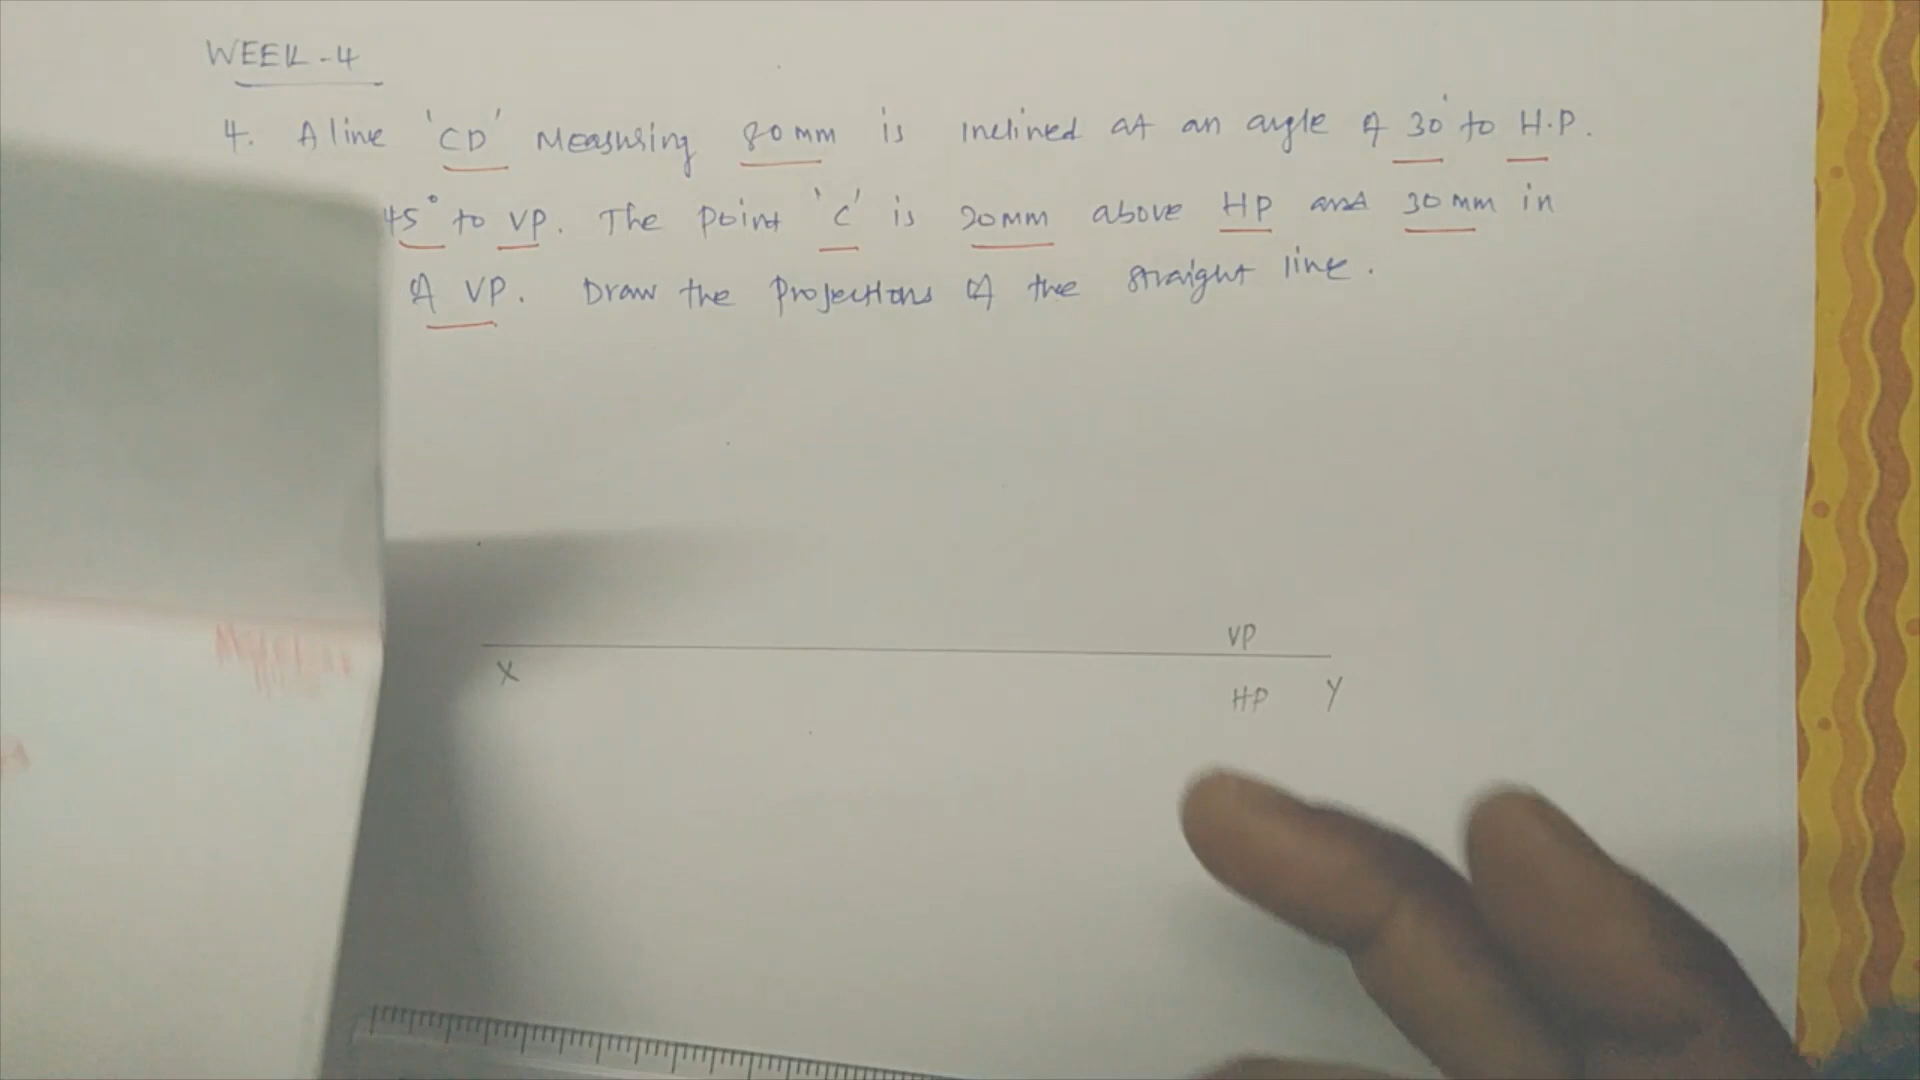 WEEK-4
4. A line 'CD' Measuring 80 mm is Inclined at an angle of 30° to H.P.
45° to VP. The point 'C' is 20mm above HP and 30 mm in
of VP. Draw the Projections of the straight line.
VP
X
HP Y